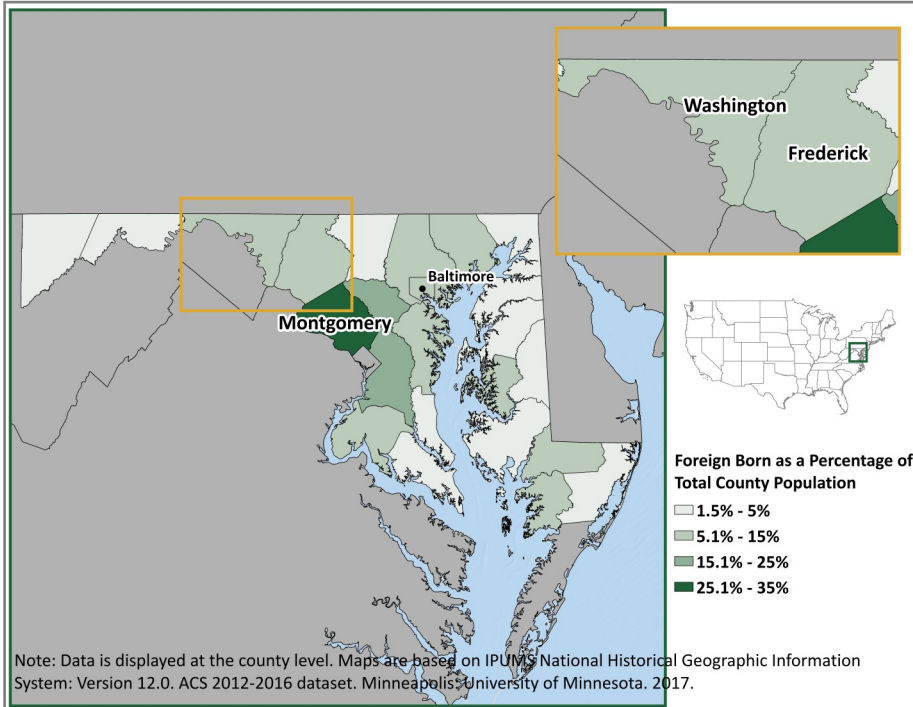 Washington
Frederick
Baltimore
Montgomery
Foreign Born as a Percentage of
Total County Population
1.5% - 5%
5.1% - 15%
15.1% - 25%
25.1% - 35%
Note: Data is displayed at the county level. Maps are based on IPUMS National Historical Geographic Information
System: Version 12.0. ACS 2012-2016 dataset. Minneapolis: University of Minnesota. 2017.